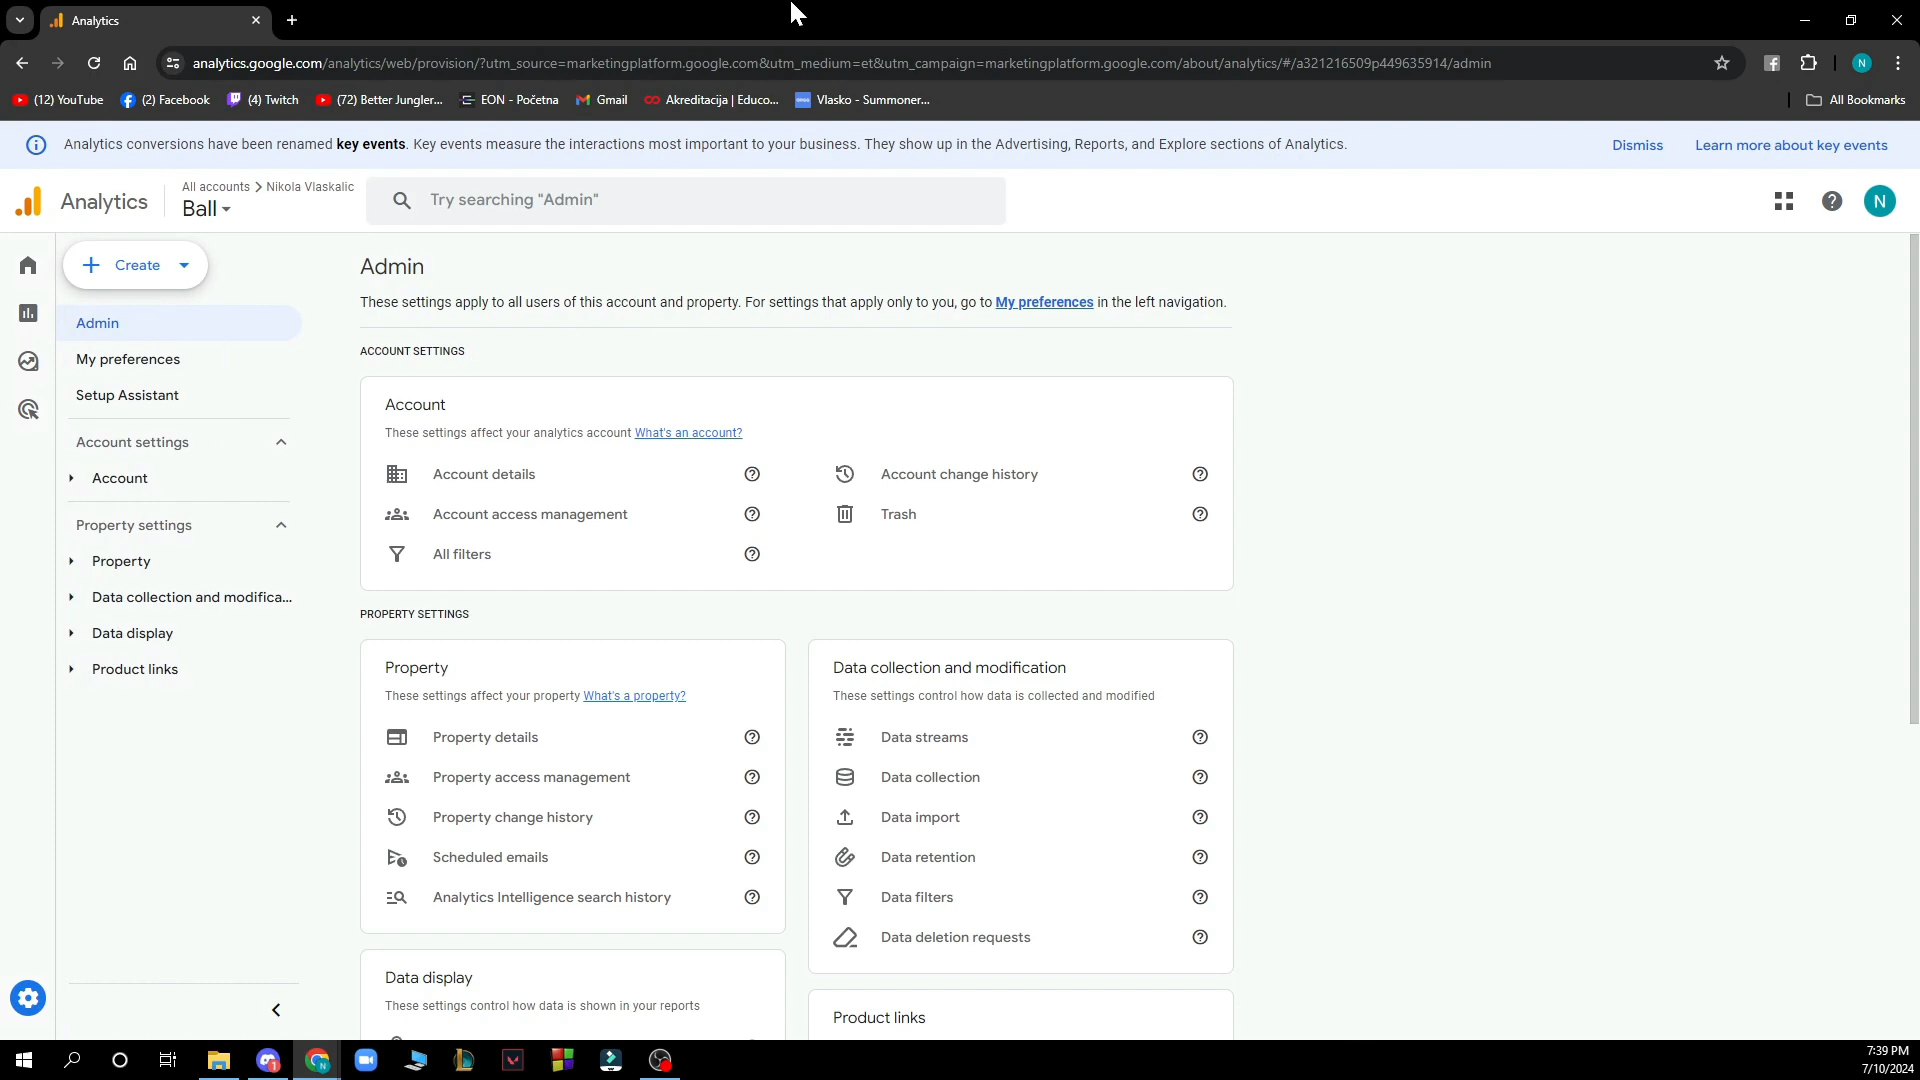 Analytics
analytics.google.com/analytics/web/provision/?utm_source=marketingplatform.google.com&utm_medium=et&utm_campaign=marketingplatform.google.com/about/analytics/#/a321216509p449635914/admin
N
(12) YouTube
(2) Facebook
(4) Twitch
(72) Better Jungler...
EON - Početna
Gmail
Akreditacija | Educo...
Vlasko - Summoner...
All Bookmarks
Analytics conversions have been renamed key events. Key events measure the interactions most important to your business. They show up in the Advertising, Reports, and Explore sections of Analytics.
Dismiss
Learn more about key events
Analytics
All accounts > Nikola Vlaskalic
Ball
Try searching "Admin"
N
Create
Admin
My preferences
Setup Assistant
Account settings
Account
Property settings
Property
Data collection and modifica...
Data display
Product links
Admin
These settings apply to all users of this account and property. For settings that apply only to you, go to My preferences in the left navigation.
ACCOUNT SETTINGS
Account
These settings affect your analytics account What's an account?
Account details
Account change history
Account access management
Trash
All filters
PROPERTY SETTINGS
Property
These settings affect your property What's a property?
Property details
Property access management
Property change history
Scheduled emails
Analytics Intelligence search history
Data collection and modification
These settings control how data is collected and modified
Data streams
Data collection
Data import
Data retention
Data filters
Data deletion requests
Data display
These settings control how data is shown in your reports
Product links
7:39 PM
7/10/2024